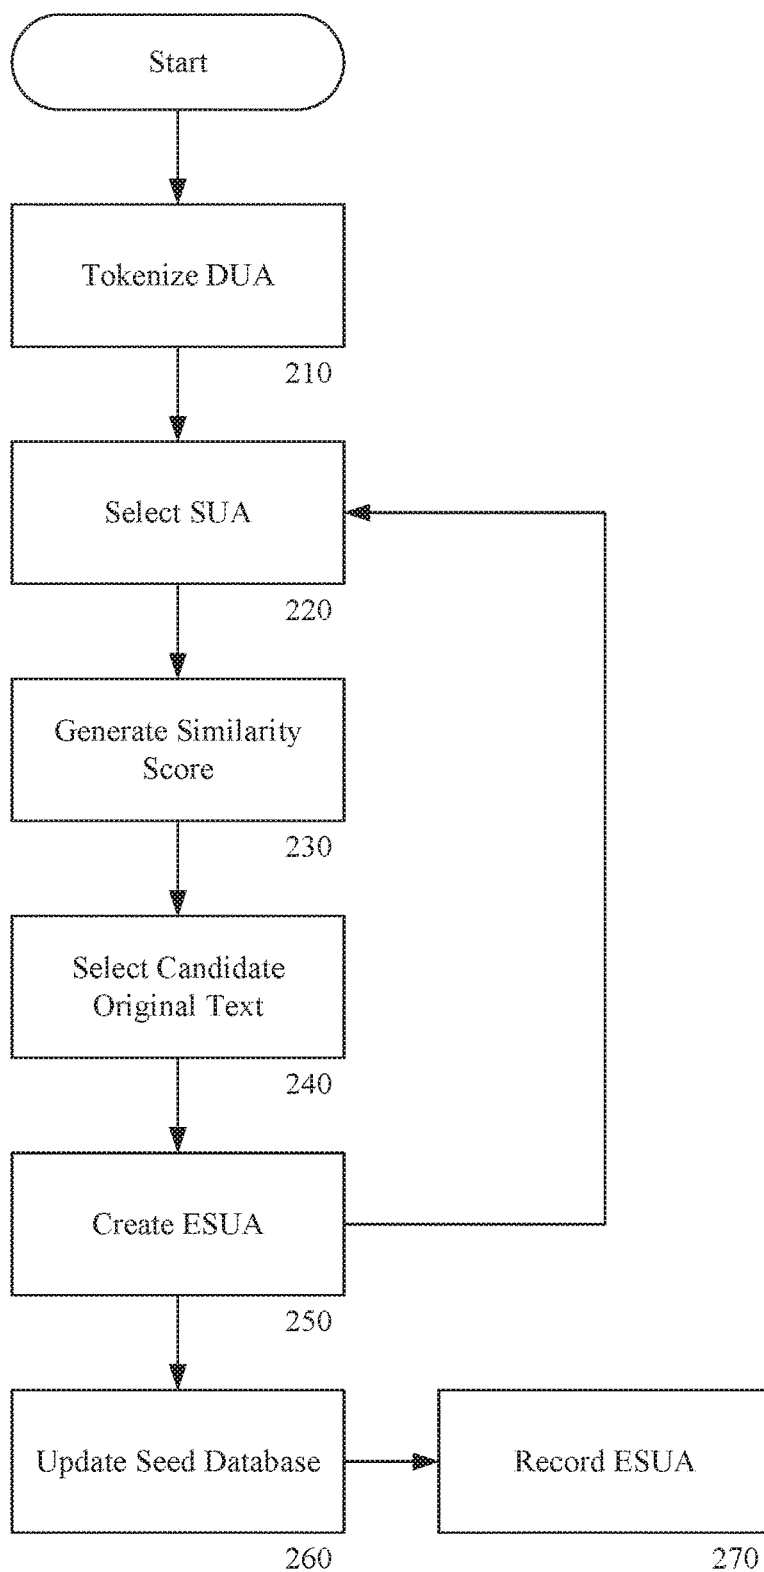 Start
Tokenize DUA
210
Select SUA
220
Generate Similarity
Score
230
Select Candidate
Original Text
240
Create ESUA
250
Update Seed Database
260
Record ESUA
270